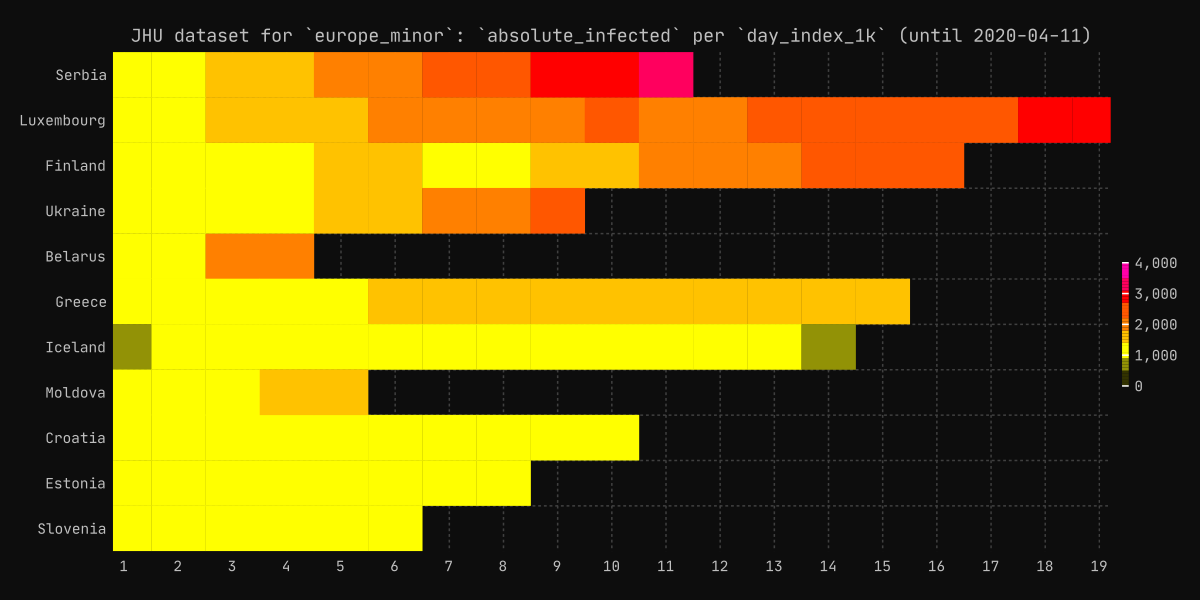 JHU dataset for `europe_minor`: `absolute_infected` per `day_index_1k` (until 2020-04-11)
Serbia
Luxembourg
Finland
Ukraine
Belarus
Greece
Iceland
Moldova
Croatia
Estonia
Slovenia
1 2 3 4 5 6 7 8 9 10 11 12 13 14 15 16 17 18 19
4,000
3,000
2,000
1,000
0